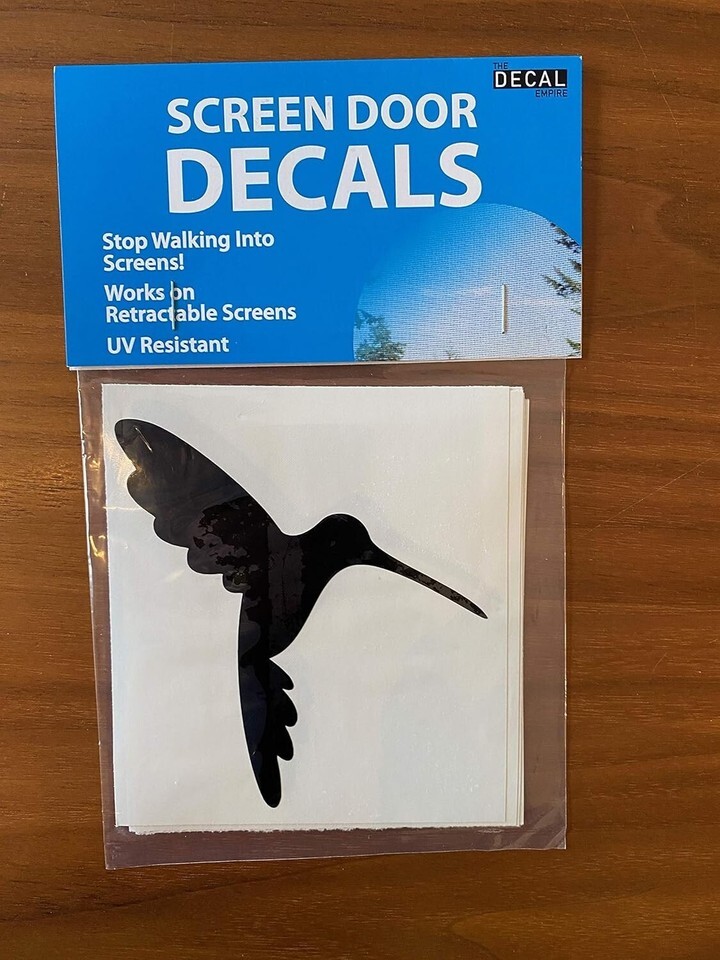 THE
DECAL
EMPIRE
SCREEN DOOR
DECALS
Stop Walking Into
Screens!
Works on
Retractable Screens
UV Resistant